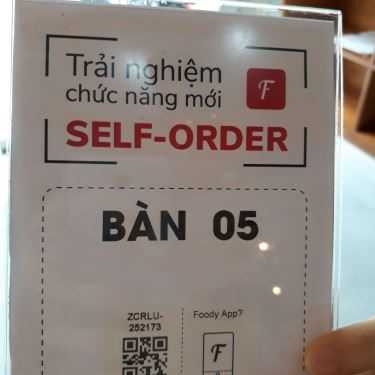 Trải nghiệm
chức năng mới
F
SELF-ORDER
BÀN 05
ZCRLU-
252173
Foody App?
F